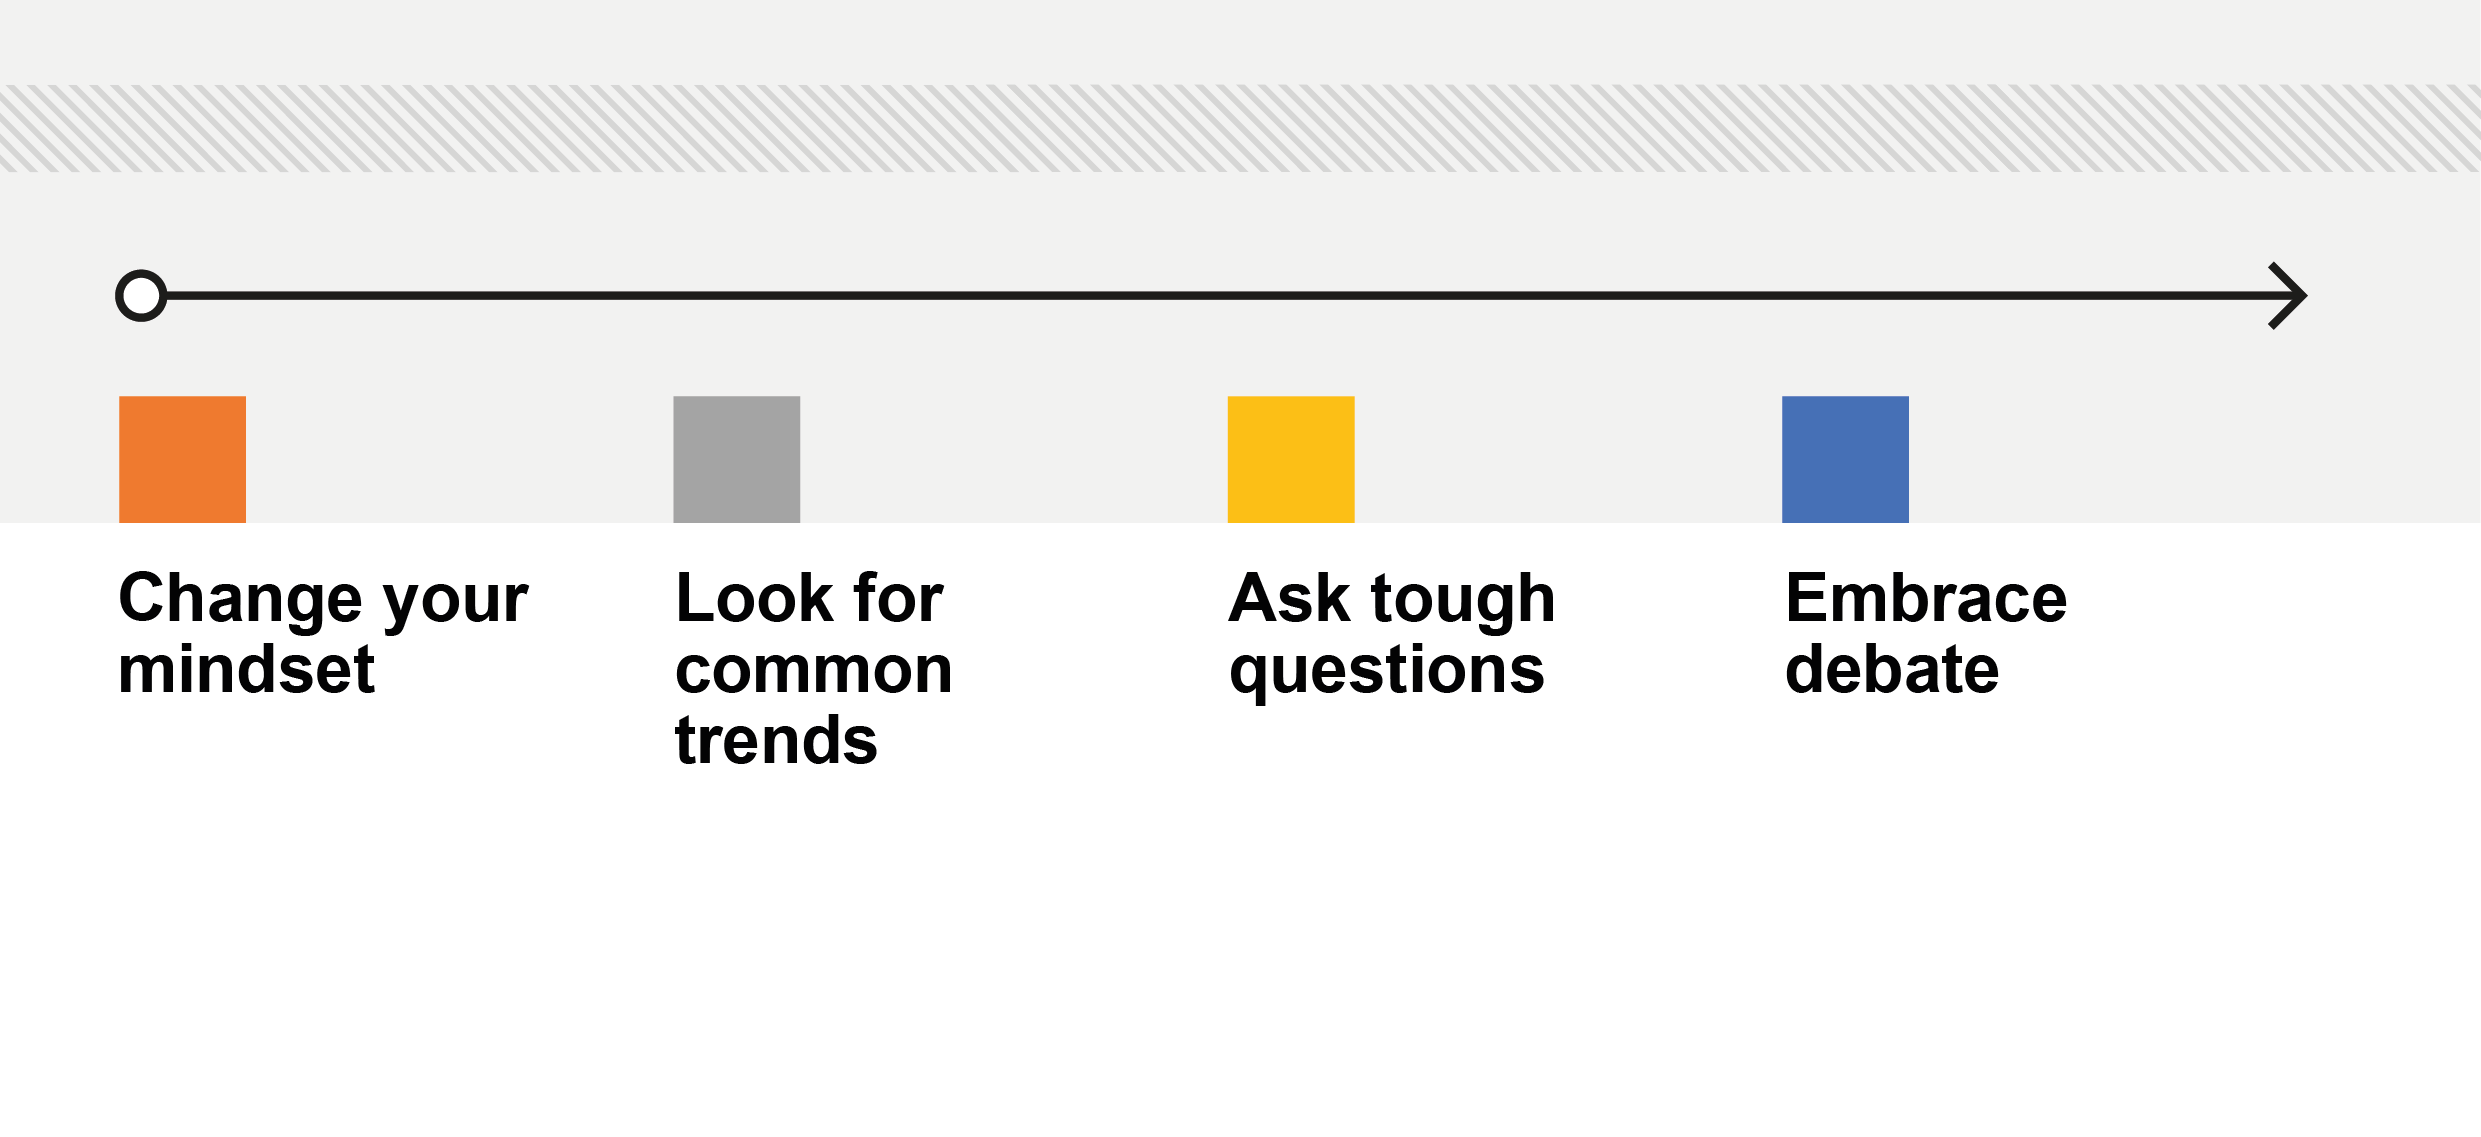 Change your
mindset
Look for
common
trends
Ask tough
questions
Embrace
debate